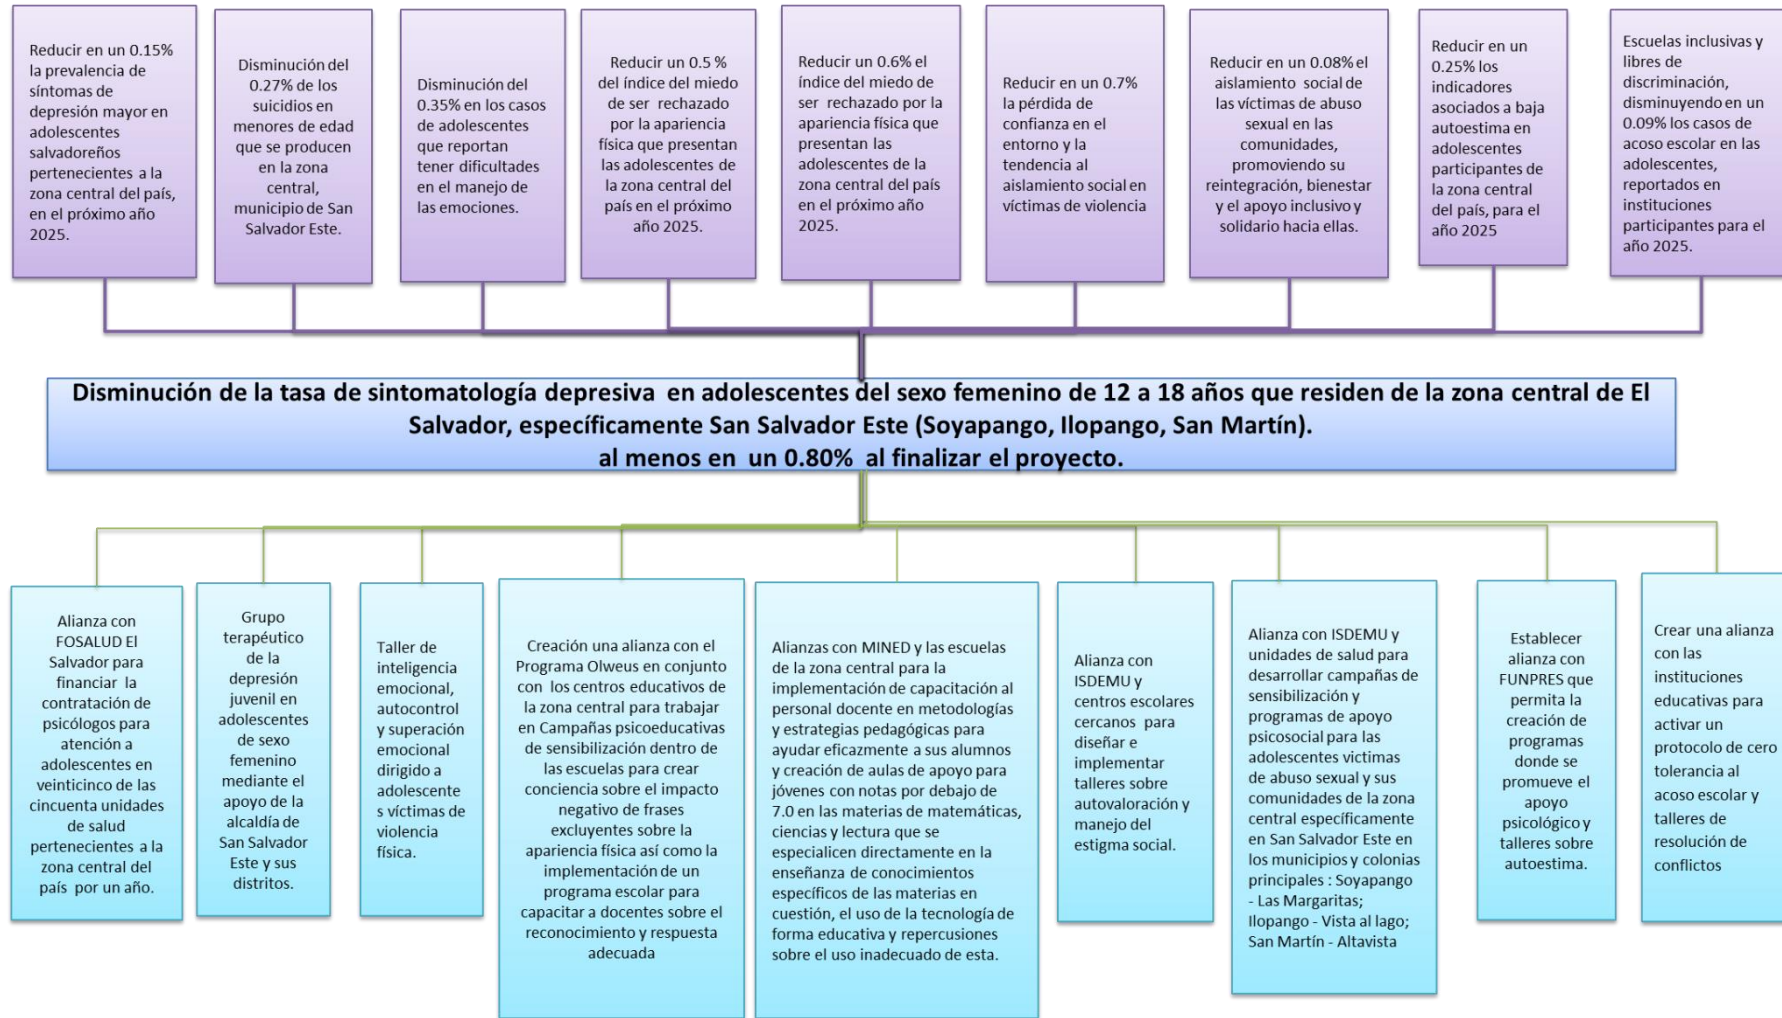 Reducir en un 0.15%
la prevalencia de
síntomas de
depresión mayor en
adolescentes
salvadoreños
pertenecientes a la
zona central del país,
en el próximo año
2025.
Disminución del
0.27% de los
suicidios en
menores de edad
que se producen
en la zona
central,
municipio de San
Salvador Este.
Disminución del
0.35% en los casos
de adolescentes
que reportan
tener dificultades
en el manejo de
las emociones.
Reducir un 0.5 %
del índice del miedo
de ser rechazado
por la apariencia
física que presentan
las adolescentes de
la zona central del
país en el próximo
año 2025.
Reducir un 0.6% el
índice del miedo de
ser rechazado por la
apariencia física que
presentan las
adolescentes de la
zona central del país
en el próximo año
2025.
Reducir en un 0.7%
la pérdida de
confianza en el
entorno y la
tendencia al
aislamiento social en
víctimas de violencia
Reducir en un 0.08% el
aislamiento social de
las víctimas de abuso
sexual en las
comunidades,
promoviendo su
reintegración, bienestar
y el apoyo inclusivo y
solidario hacia ellas.
Reducir en un
0.25% los
indicadores
asociados a baja
autoestima en
adolescentes
participantes de
la zona central
del país, para el
año 2025
Escuelas inclusivas y
libres de
discriminación,
disminuyendo en un
0.09% los casos de
acoso escolar en las
adolescentes,
reportados en
instituciones
participantes para el
año 2025.
Disminución de la tasa de sintomatología depresiva en adolescentes del sexo femenino de 12 a 18 años que residen de la zona central de El
Salvador, específicamente San Salvador Este (Soyapango, Ilopango, San Martín).
al menos en un 0.80% al finalizar el proyecto.
Alianza con
FOSALUD El
Salvador para
financiar la
contratación de
psicólogos para
atención a
adolescentes en
veinticinco de las
cincuenta unidades
de salud
pertenecientes a la
zona central del
país por un año.
Grupo
terapéutico
de la
depresión
juvenil en
adolescentes
de sexo
femenino
mediante el
apoyo de la
alcaldía de
San Salvador
Este y sus
distritos.
Taller de
inteligencia
emocional,
autocontrol
y superación
emocional
dirigido a
adolescente
s víctimas de
violencia
física.
Creación una alianza con el
Programa Olweus en conjunto
con los centros educativos de
la zona central para trabajar
en Campañas psicoeducativas
de sensibilización dentro de
las escuelas para crear
conciencia sobre el impacto
negativo de frases
excluyentes sobre la
apariencia física así como la
implementación de un
programa escolar para
capacitar a docentes sobre el
reconocimiento y respuesta
adecuada
Alianzas con MINED y las escuelas
de la zona central para la
implementación de capacitación al
personal docente en metodologías
y estrategias pedagógicas para
ayudar eficazmente a sus alumnos
y creación de aulas de apoyo para
jóvenes con notas por debajo de
7.0 en las materias de matemáticas,
ciencias y lectura que se
especialicen directamente en la
enseñanza de conocimientos
específicos de las materias en
cuestión, el uso de la tecnología de
forma educativa y repercusiones
sobre el uso inadecuado de esta.
Alianza con
ISDEMU y
centros escolares
cercanos para
diseñar e
implementar
talleres sobre
autovaloración y
manejo del
estigma social.
Alianza con ISDEMU y
unidades de salud para
desarrollar campañas de
sensibilización y
programas de apoyo
psicosocial para las
adolescentes victimas
de abuso sexual y sus
comunidades de la zona
central específicamente
en San Salvador Este en
los municipios y colonias
principales : Soyapango
- Las Margaritas;
Ilopango - Vista al lago;
San Martín - Altavista
Establecer
alianza con
FUNPRES que
permita la
creación de
programas
donde se
promueve el
apoyo
psicológico y
talleres sobre
autoestima.
Crear una alianza
con las
instituciones
educativas para
activar un
protocolo de cero
tolerancia al
acoso escolar y
talleres de
resolución de
conflictos